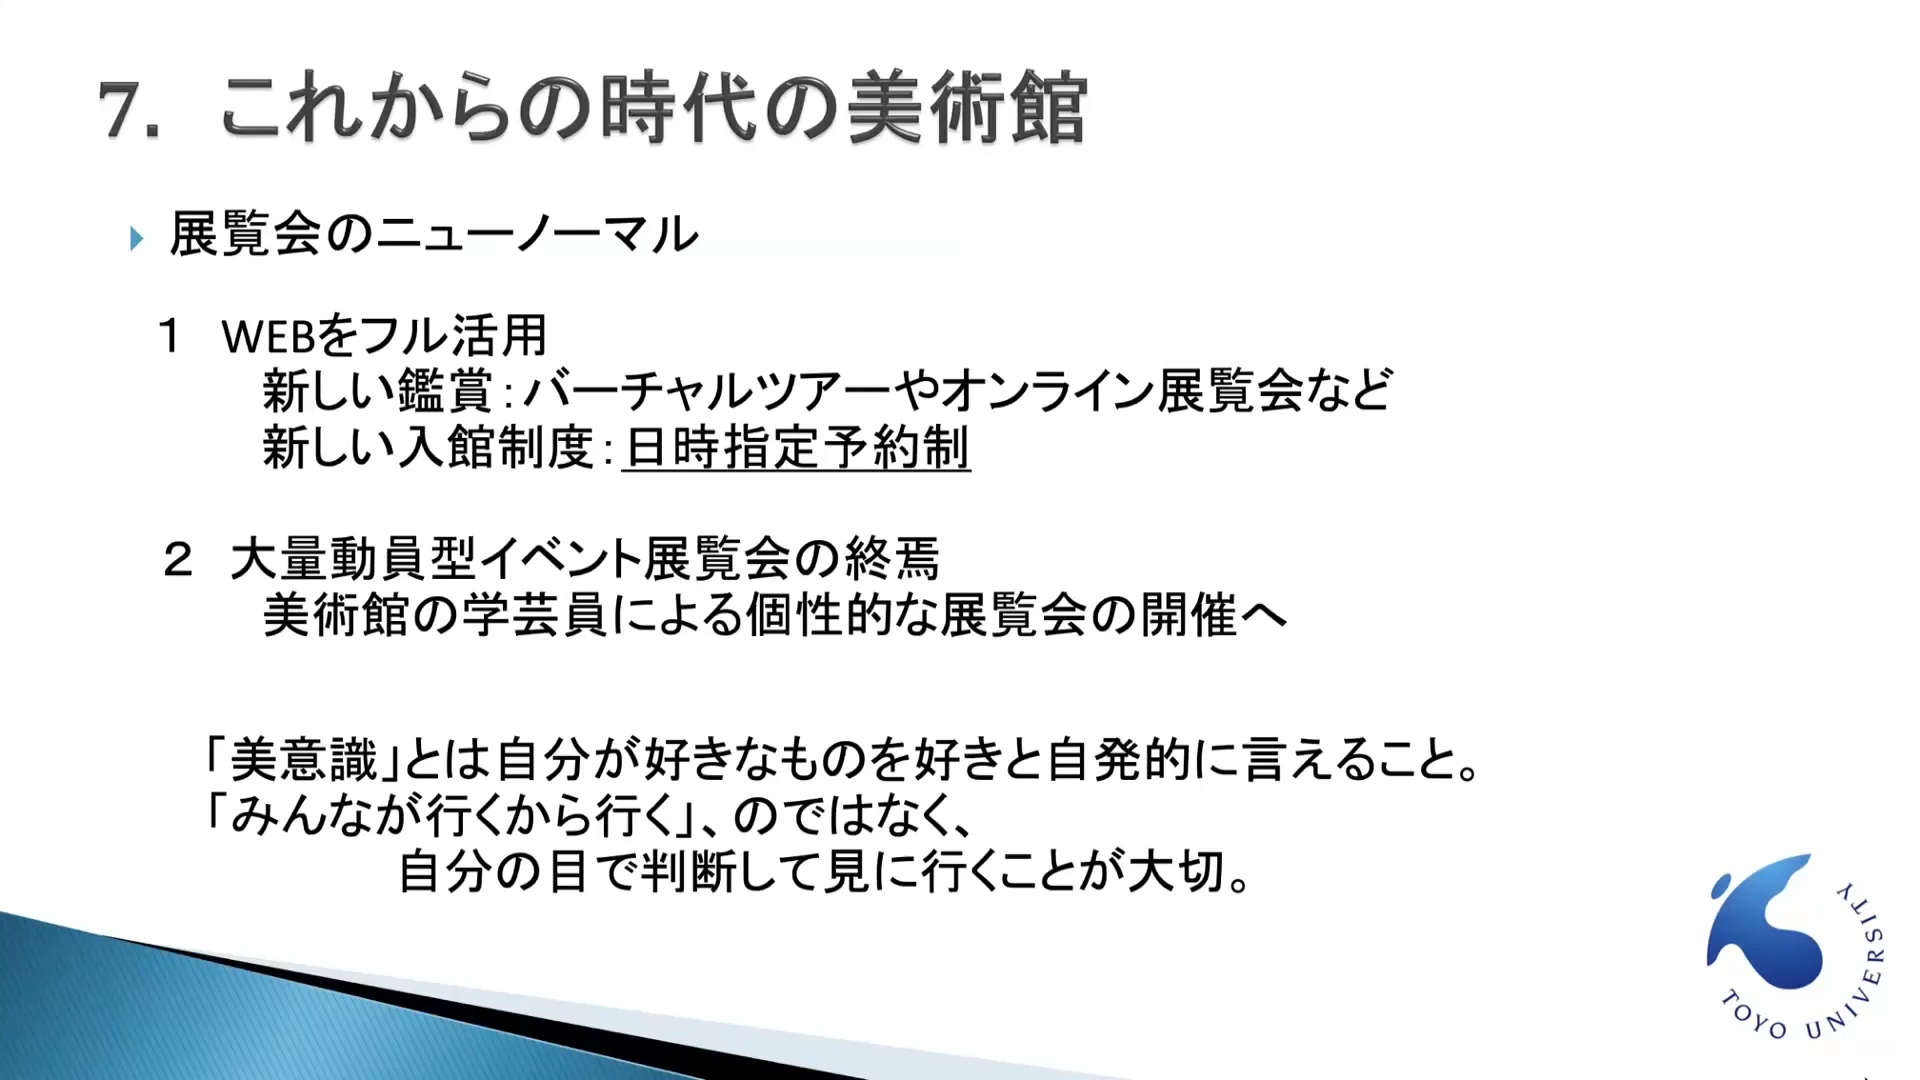 7． これからの時代の美術館
展覧会のニューノーマル
１　WEBをフル活用
新しい鑑賞：バーチャルツアーやオンライン展覧会など
新しい入館制度：日時指定予約制
２　大量動員型イベント展覧会の終焉
美術館の学芸員による個性的な展覧会の開催へ
「美意識」とは自分が好きなものを好きと自発的に言えること。
「みんなが行くから行く」、のではなく、
自分の目で判断して見に行くことが大切。
TOYO UNIVERSITY